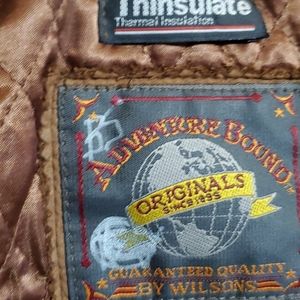 Thinsulate
Thermal Insulation
ADVENTURE BOUND
ORIGINALS
GUARANTEED QUALITY
BY WILSONS